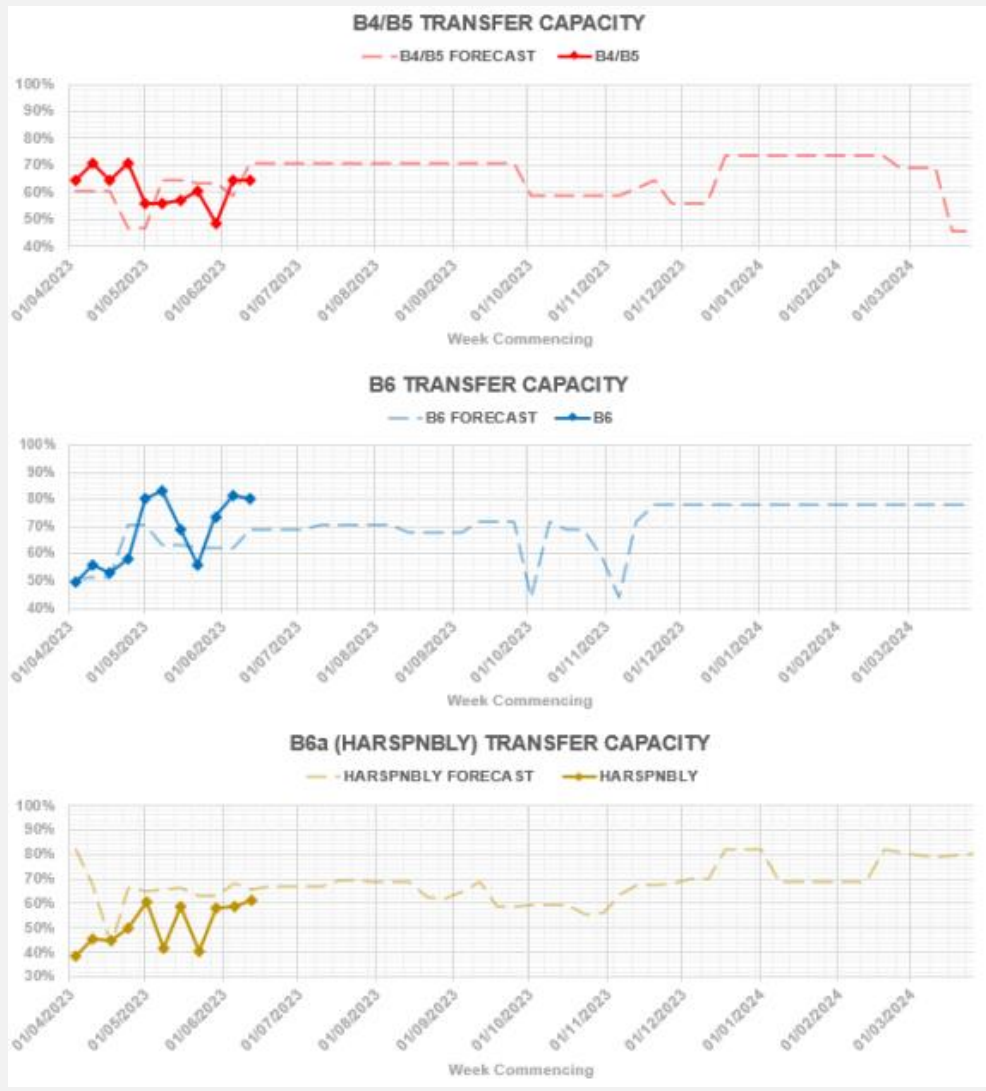 B4/B5 TRANSFER CAPACITY
B4/B5 FORECAST B4/B5
100%
90%
80%
70%
60%
50%
40%
01/04/2023 01/05/2023 01/06/2023 01/07/2023 01/08/2023 01/09/2023 01/10/2023 01/11/2023 01/12/2023 01/01/2024 01/02/2024 01/03/2024
Week Commencing
B6 TRANSFER CAPACITY
B6 FORECAST B6
100%
90%
80%
70%
60%
50%
40%
01/04/2023 01/05/2023 01/06/2023 01/07/2023 01/08/2023 01/09/2023 01/10/2023 01/11/2023 01/12/2023 01/01/2024 01/02/2024 01/03/2024
Week Commencing
B6a (HARSPNBLY) TRANSFER CAPACITY
HARSPNBLY FORECAST HARSPNBLY
100%
90%
80%
70%
60%
50%
40%
30%
01/04/2023 01/05/2023 01/06/2023 01/07/2023 01/08/2023 01/09/2023 01/10/2023 01/11/2023 01/12/2023 01/01/2024 01/02/2024 01/03/2024
Week Commencing